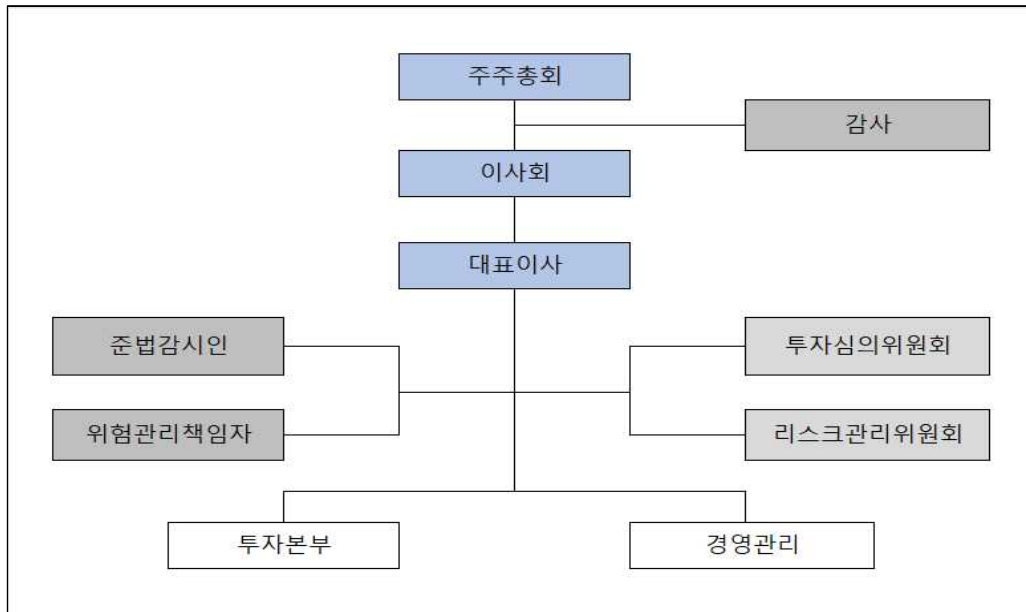 주주총회
감사
이사회
대표이사
준법감시인
투자심의위원회
위험관리책임자
리스크관리위원회
투자본부
경영관리